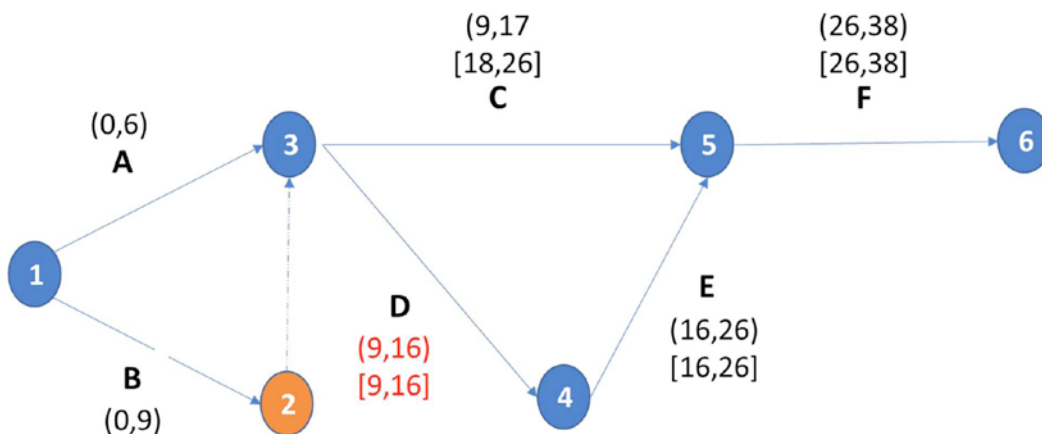 (9,17
[18,26]
C
(26,38)
[26,38]
F
(0,6)
A
3
5
6
1
D
(9,16)
[9,16]
E
(16,26)
[16,26]
B
(0,9)
2
4